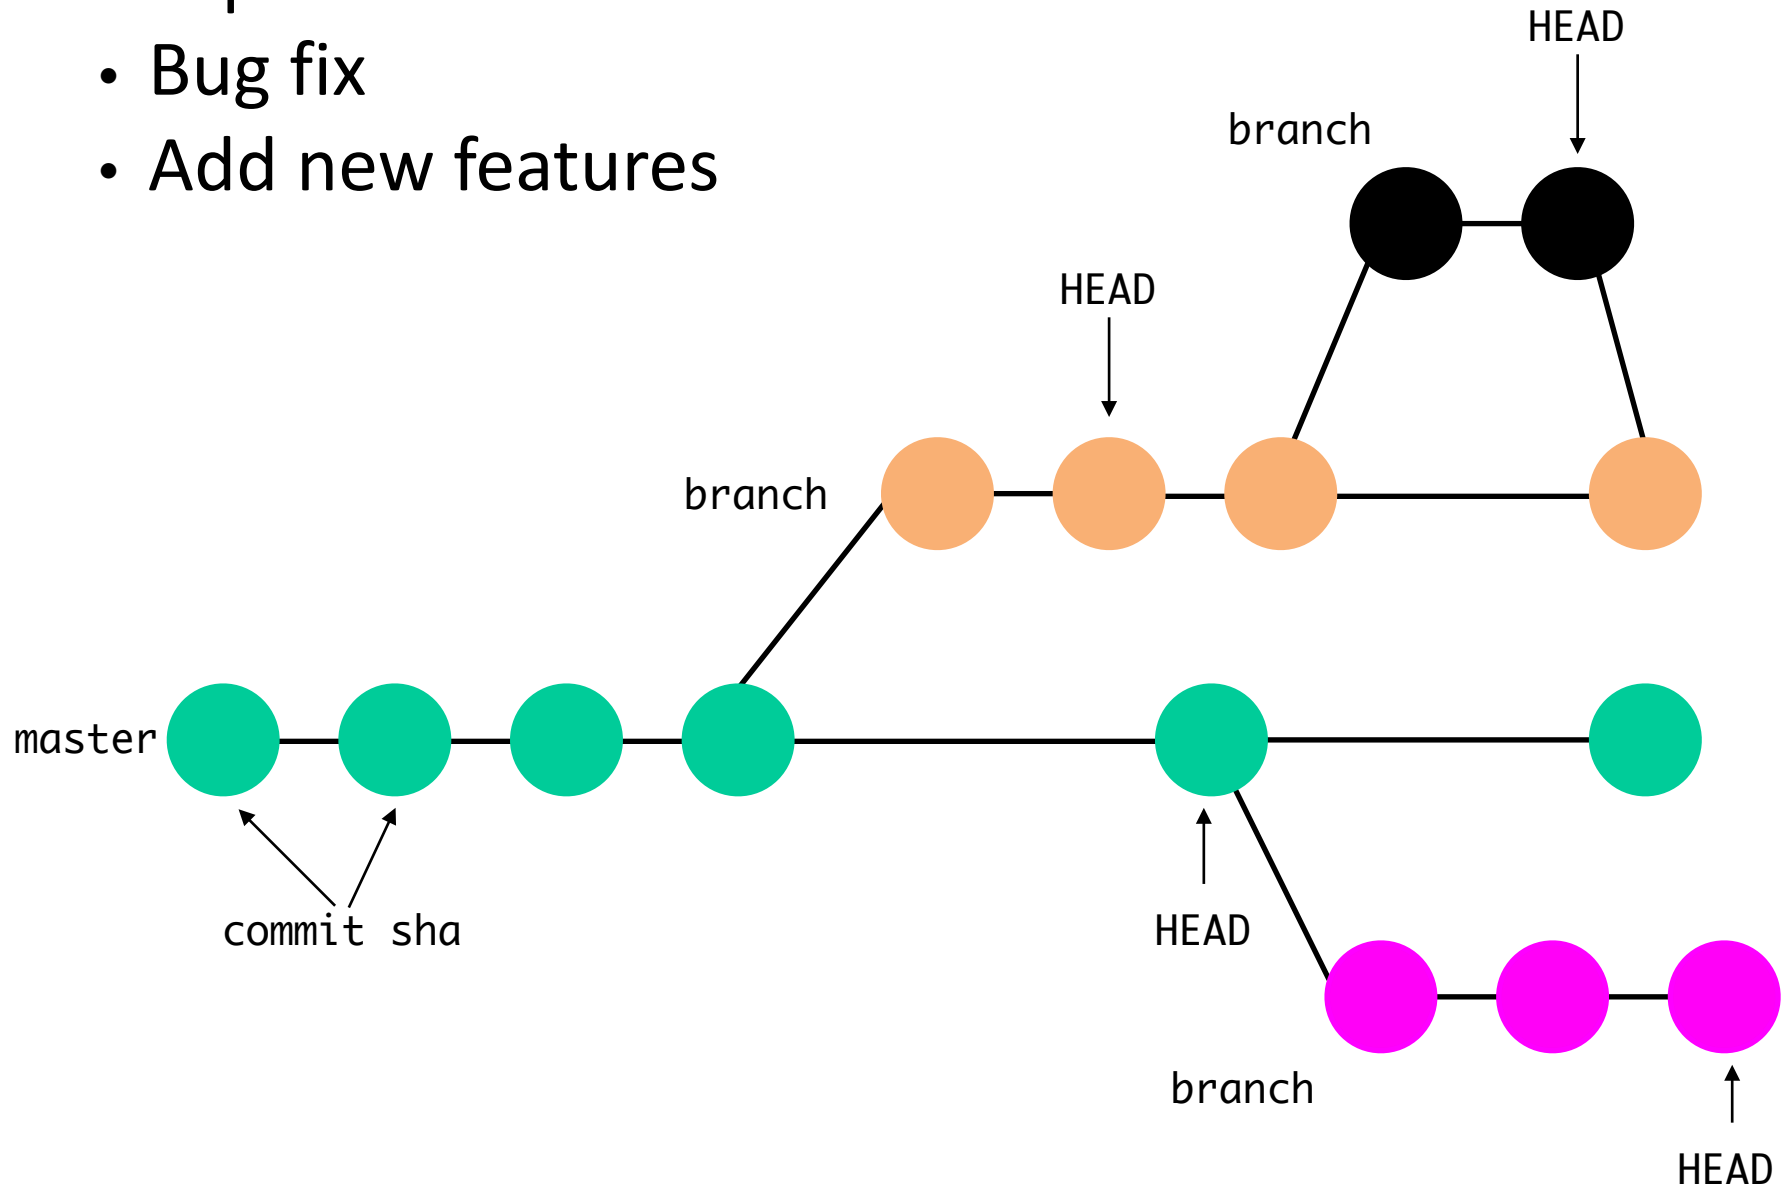 • Bug fix
• Add new features
HEAD
branch
HEAD
branch
master
commit sha
HEAD
branch
HEAD